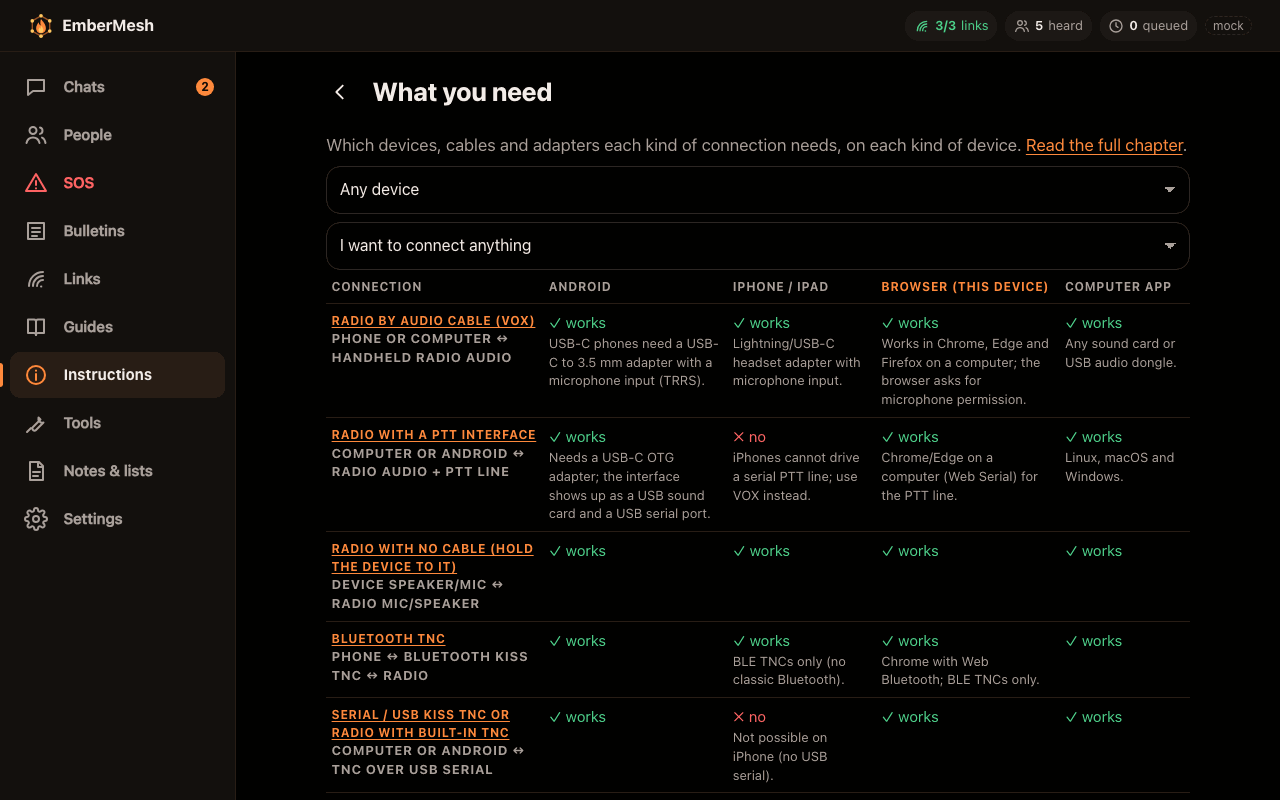 EmberMesh
3/3 links
5 heard
0 queued
mock
Chats
2
People
SOS
Bulletins
Links
Guides
Instructions
Tools
Notes & lists
Settings
What you need
Which devices, cables and adapters each kind of connection needs, on each kind of device. Read the full chapter.
Any device
I want to connect anything
CONNECTION
ANDROID
IPHONE / IPAD
BROWSER (THIS DEVICE)
COMPUTER APP
RADIO BY AUDIO CABLE (VOX)
PHONE OR COMPUTER ↔
HANDHELD RADIO AUDIO
✓ works
USB-C phones need a USB-
C to 3.5 mm adapter with a
microphone input (TRRS).
✓ works
Lightning/USB-C
headset adapter with
microphone input.
✓ works
Works in Chrome, Edge and
Firefox on a computer; the
browser asks for
microphone permission.
✓ works
Any sound card or
USB audio dongle.
RADIO WITH A PTT INTERFACE
COMPUTER OR ANDROID ↔
RADIO AUDIO + PTT LINE
✓ works
Needs a USB-C OTG
adapter; the interface
shows up as a USB sound
card and a USB serial port.
✕ no
iPhones cannot drive
a serial PTT line; use
VOX instead.
✓ works
Chrome/Edge on a
computer (Web Serial) for
the PTT line.
✓ works
Linux, macOS and
Windows.
RADIO WITH NO CABLE (HOLD
THE DEVICE TO IT)
DEVICE SPEAKER/MIC ↔
RADIO MIC/SPEAKER
✓ works
✓ works
✓ works
✓ works
BLUETOOTH TNC
PHONE ↔ BLUETOOTH KISS
TNC ↔ RADIO
✓ works
✓ works
BLE TNCs only (no
classic Bluetooth).
✓ works
Chrome with Web
Bluetooth; BLE TNCs only.
✓ works
SERIAL / USB KISS TNC OR
RADIO WITH BUILT-IN TNC
COMPUTER OR ANDROID ↔
TNC OVER USB SERIAL
✓ works
✕ no
Not possible on
iPhone (no USB
serial).
✓ works
✓ works